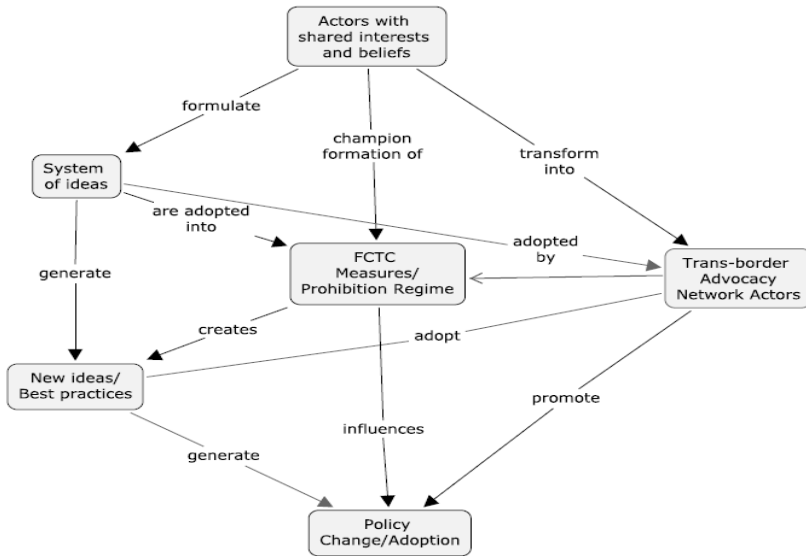 Actors with
shared interests
and beliefs
formulate
champion
formation of
transform
into
System
of ideas
are adopted
into
adopted
by
generate
FCTC
Measures/
Prohibition Regime
Trans-border
Advocacy
Network Actors
creates
adopt
New ideas/
Best practices
promote
influences
generate
Policy
Change/Adoption